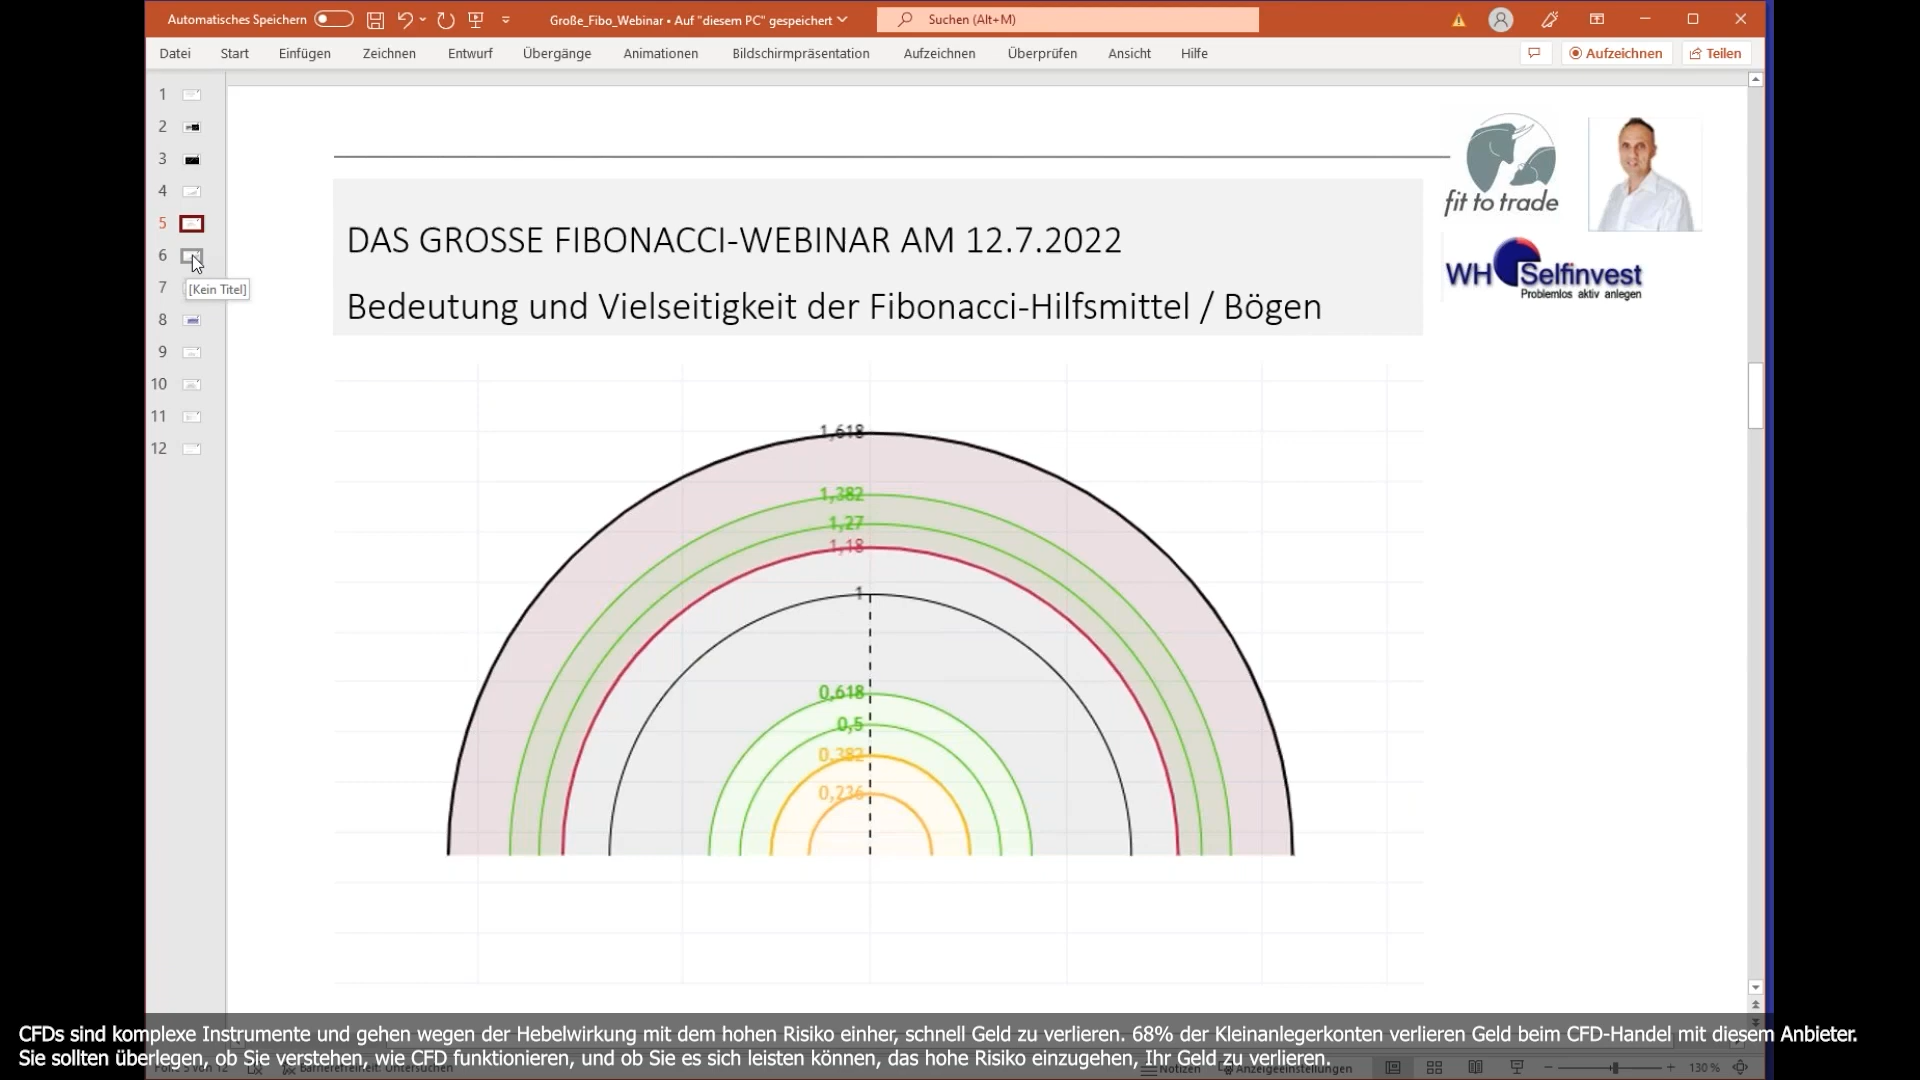 Automatisches Speichern
Große_Fibo_Webinar • Auf "diesem PC" gespeichert
Suchen (Alt+M)
Datei Start Einfügen Zeichnen Entwurf Übergänge Animationen Bildschirmpräsentation Aufzeichnen Überprüfen Ansicht Hilfe
Aufzeichnen
Teilen
1
2
3
4
5
6
7
[Kein Titel]
8
9
10
11
12
DAS GROSSE FIBONACCI-WEBINAR AM 12.7.2022
Bedeutung und Vielseitigkeit der Fibonacci-Hilfsmittel / Bögen
fit to trade
WH Selfinvest
Problemlos aktiv anlegen
1,618
1,382
1,27
1,18
1
0,618
0,5
0,382
0,236
CFDs sind komplexe Instrumente und gehen wegen der Hebelwirkung mit dem hohen Risiko einher, schnell Geld zu verlieren. 68% der Kleinanlegerkonten verlieren Geld beim CFD-Handel mit diesem Anbieter.
Sie sollten überlegen, ob Sie verstehen, wie CFD funktionieren, und ob Sie es sich leisten können, das hohe Risiko einzugehen, Ihr Geld zu verlieren.
Notizen
Anzeigeeinstellungen
130 %